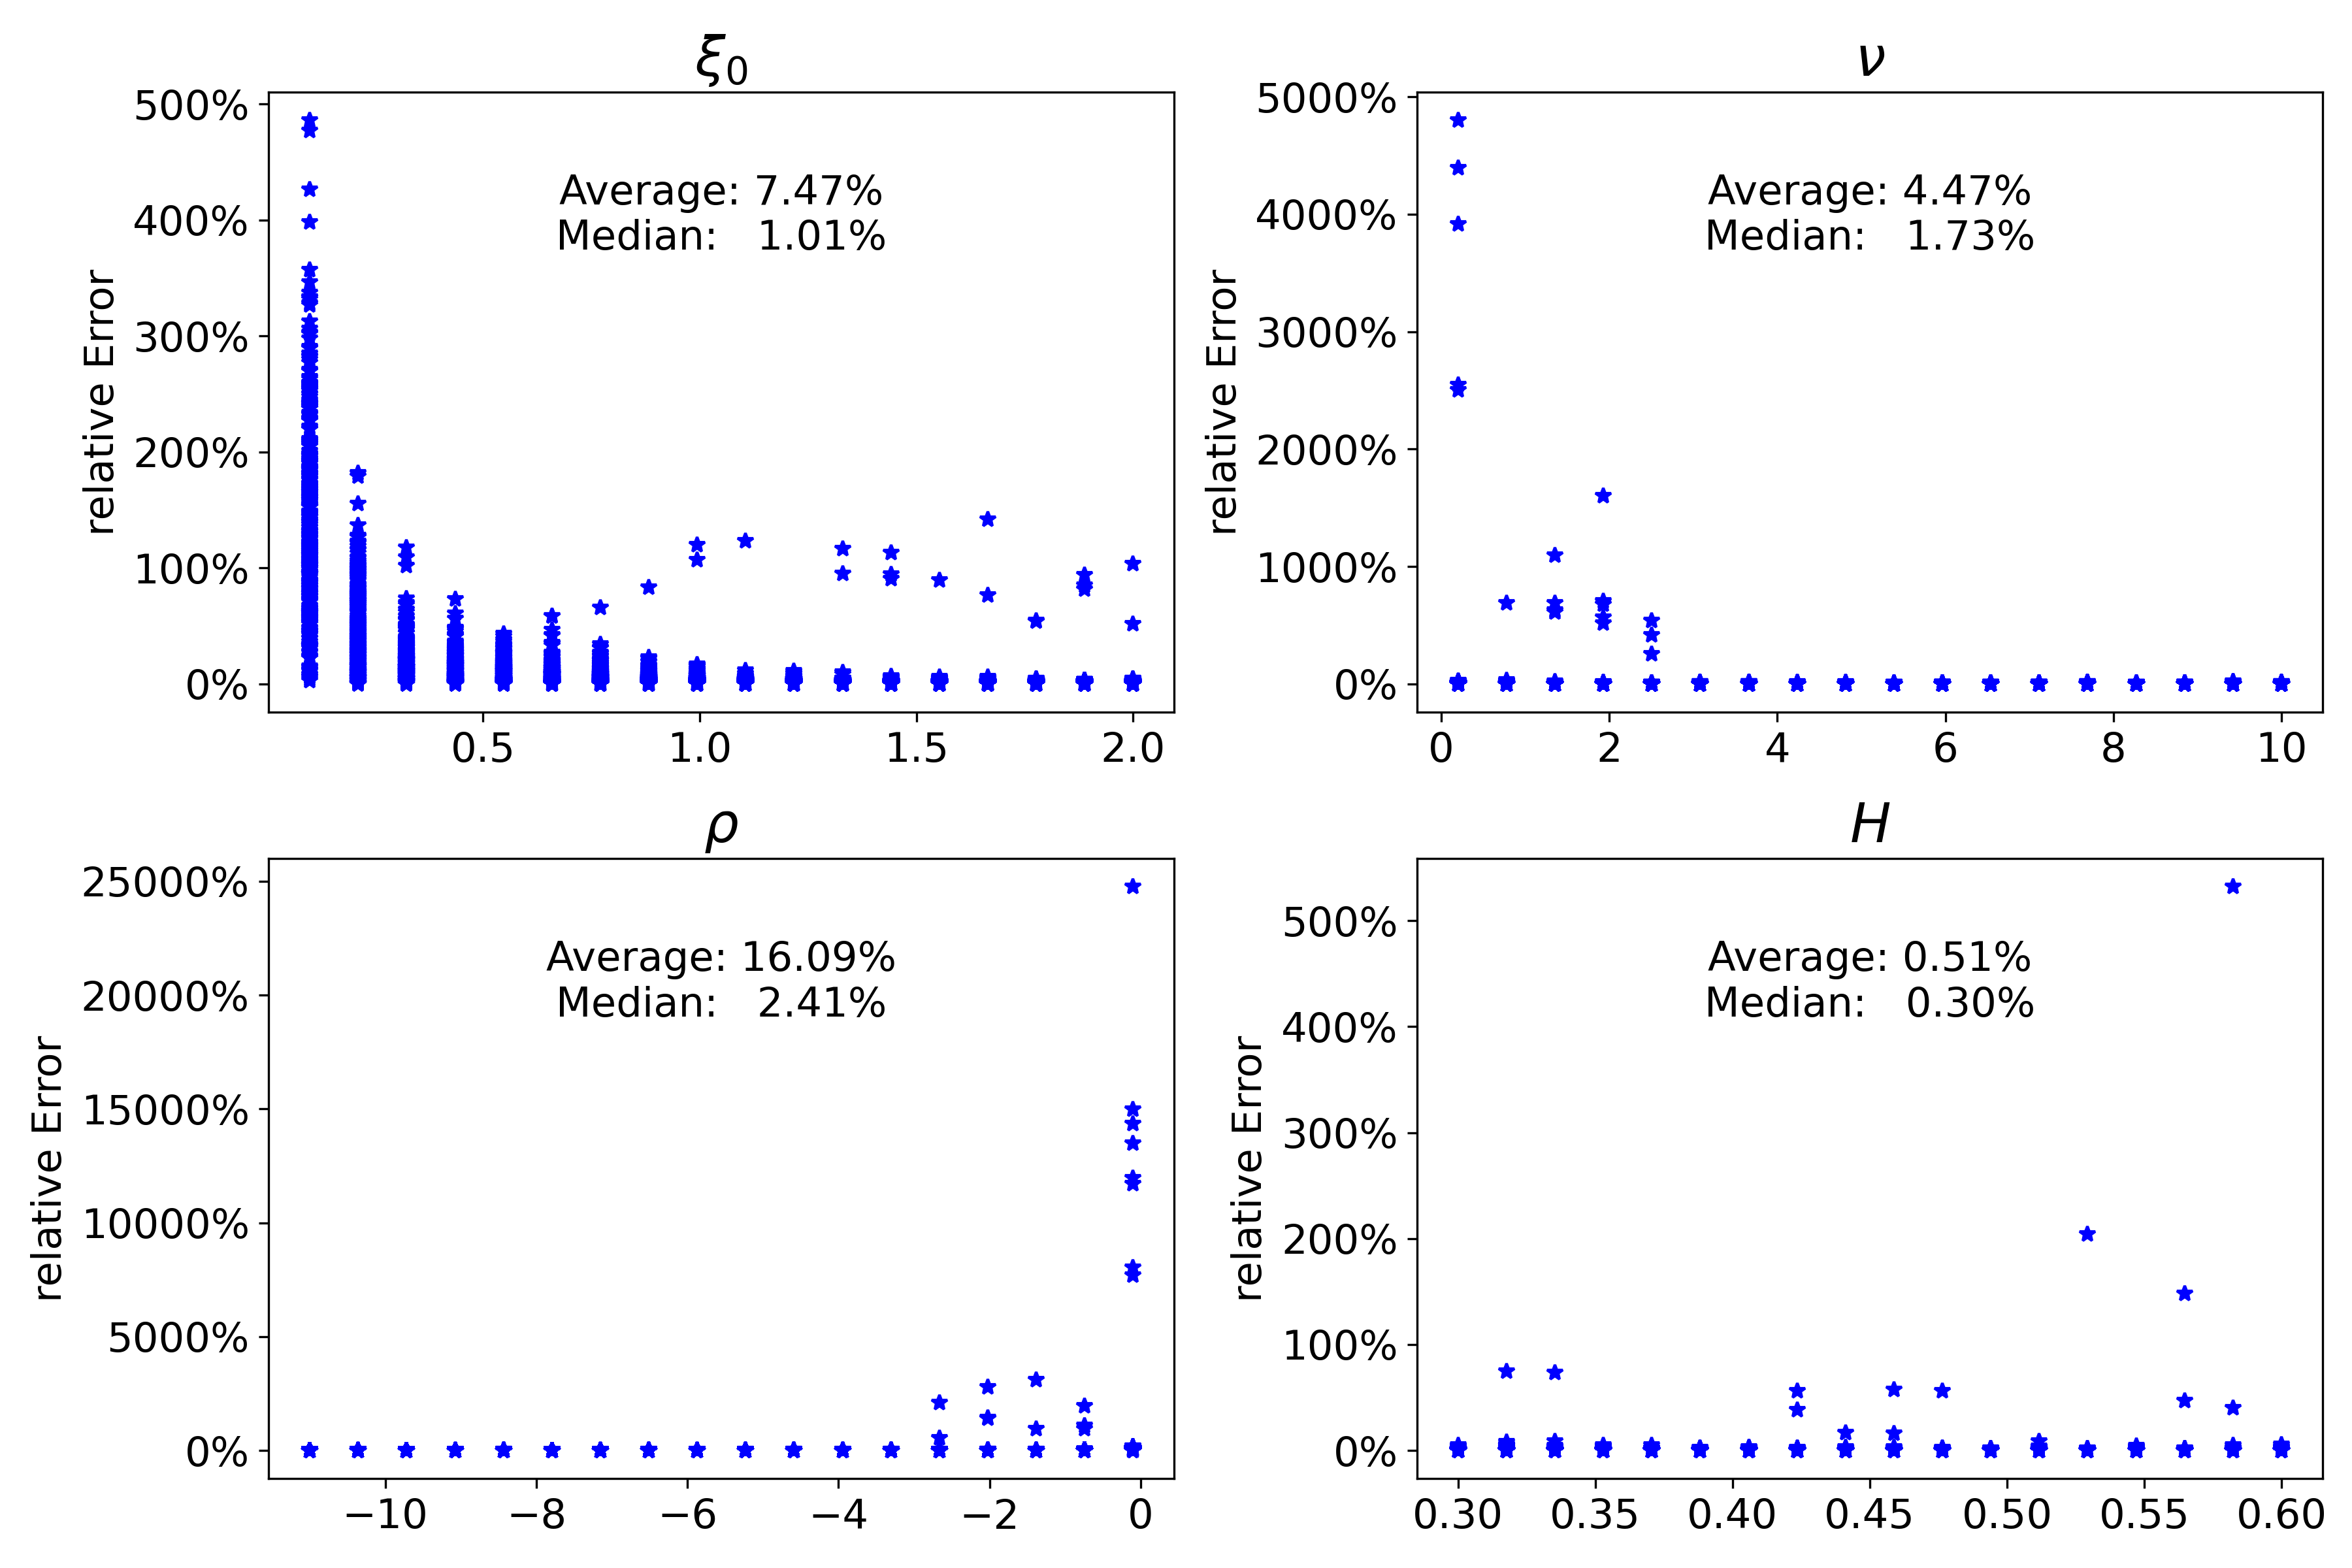 ξ₀
500%
400%
300%
200%
100%
0%
relative Error
Average: 7.47%
Median: 1.01%
0.5 1.0 1.5 2.0
ν
5000%
4000%
3000%
2000%
1000%
0%
relative Error
Average: 4.47%
Median: 1.73%
0 2 4 6 8 10
ρ
25000%
20000%
15000%
10000%
5000%
0%
relative Error
Average: 16.09%
Median: 2.41%
−10 −8 −6 −4 −2 0
H
500%
400%
300%
200%
100%
0%
relative Error
Average: 0.51%
Median: 0.30%
0.30 0.35 0.40 0.45 0.50 0.55 0.60